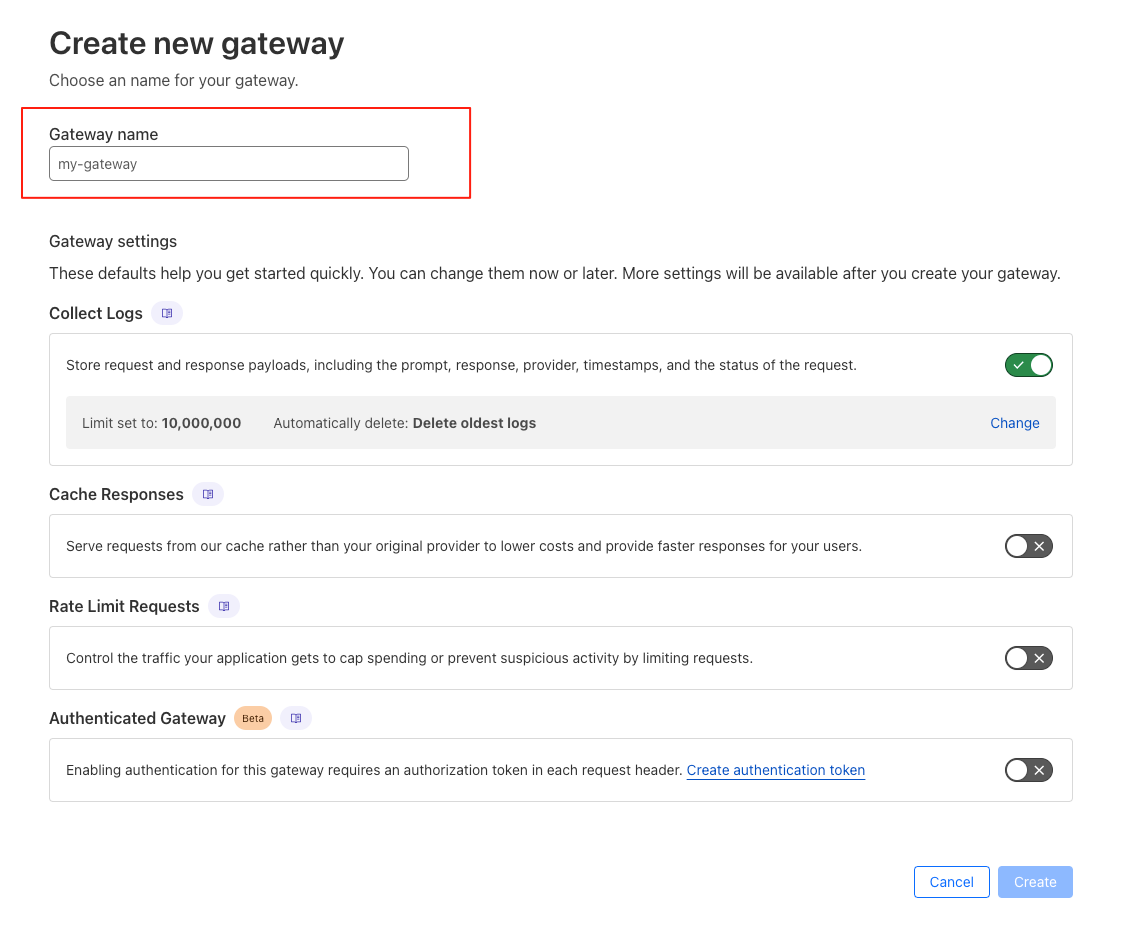 Create new gateway
Choose an name for your gateway.
Gateway name
my-gateway
Gateway settings
These defaults help you get started quickly. You can change them now or later. More settings will be available after you create your gateway.
Collect Logs
Store request and response payloads, including the prompt, response, provider, timestamps, and the status of the request.
Limit set to: 10,000,000 Automatically delete: Delete oldest logs Change
Cache Responses
Serve requests from our cache rather than your original provider to lower costs and provide faster responses for your users.
Rate Limit Requests
Control the traffic your application gets to cap spending or prevent suspicious activity by limiting requests.
Authenticated Gateway Beta
Enabling authentication for this gateway requires an authorization token in each request header. Create authentication token
Cancel Create